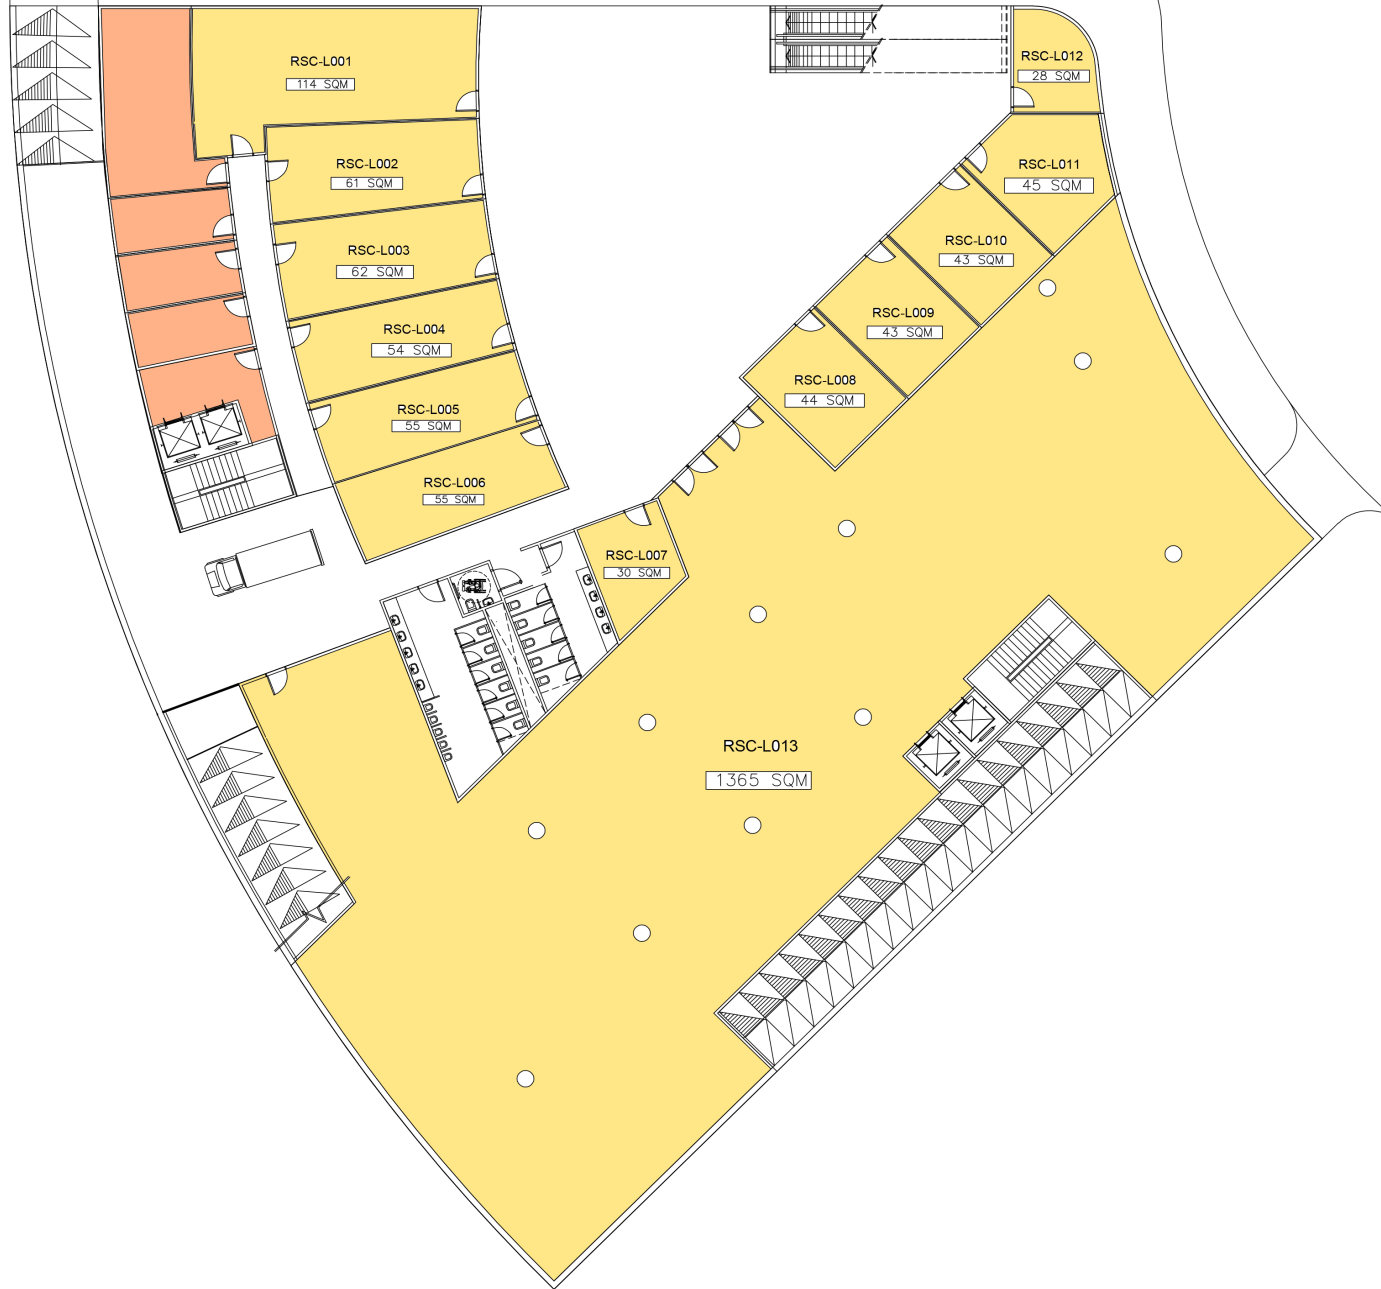 RSC-L001
114 SQM
RSC-L002
61 SQM
RSC-L003
62 SQM
RSC-L004
54 SQM
RSC-L005
55 SQM
RSC-L006
55 SQM
RSC-L007
30 SQM
RSC-L008
44 SQM
RSC-L009
43 SQM
RSC-L010
43 SQM
RSC-L011
45 SQM
RSC-L012
28 SQM
RSC-L013
1365 SQM